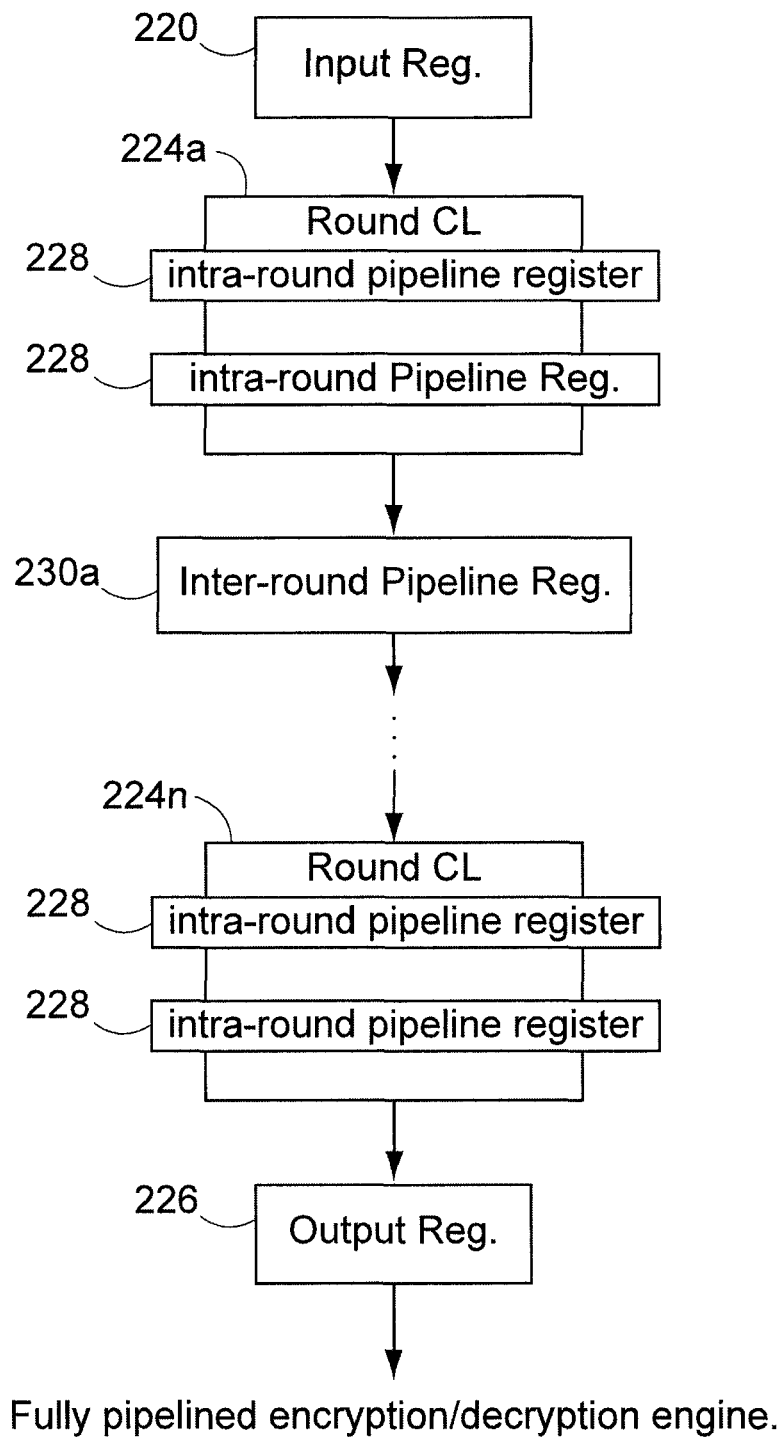 220
Input Reg.
224a
Round CL
228
intra-round pipeline register
228
intra-round Pipeline Reg.
230a
Inter-round Pipeline Reg.
224n
Round CL
228
intra-round pipeline register
228
intra-round pipeline register
226
Output Reg.
Fully pipelined encryption/decryption engine.